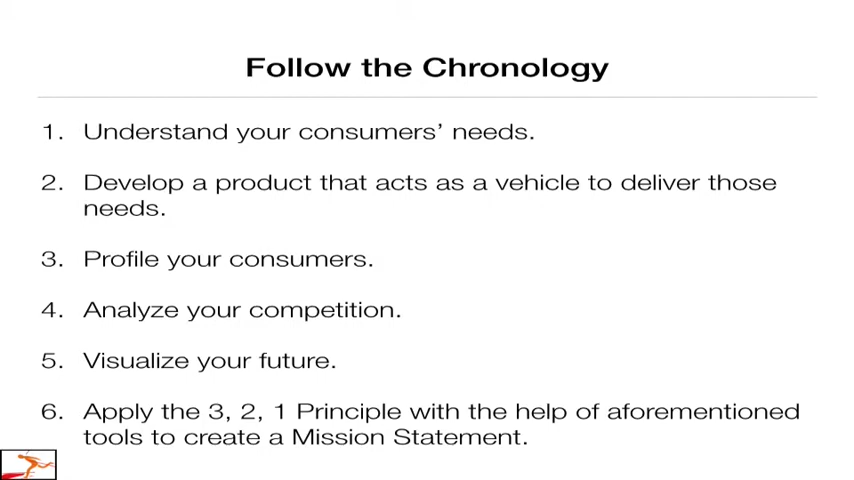 Follow the Chronology
1. Understand your consumers’ needs.
2. Develop a product that acts as a vehicle to deliver those
needs.
3. Profile your consumers.
4. Analyze your competition.
5. Visualize your future.
6. Apply the 3, 2, 1 Principle with the help of aforementioned
tools to create a Mission Statement.